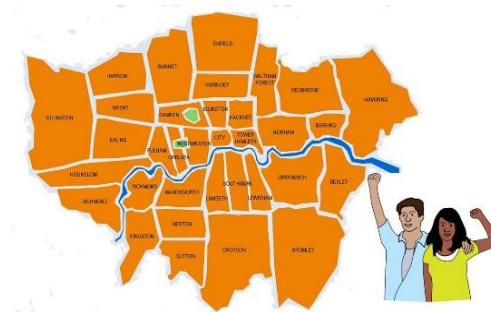 ENFIELD
BARNET
HARROW
HARINGEY
WALTHAM
FOREST
REDBRIDGE
HAVERING
BRENT
CAMDEN
ISLINGTON
HACKNEY
EALING
WESTMINSTER
CITY
TOWER
HAMLETS
NEWHAM
BARKING
FULHAM
CHELSEA
HOUNSLOW
RICHMOND
RICHMOND
WANDSWORTH
LAMBETH
SOUTHWARK
LEWISHAM
GREENWICH
BEXLEY
KINGSTON
MERTON
SUTTON
CROYDON
BROMLEY